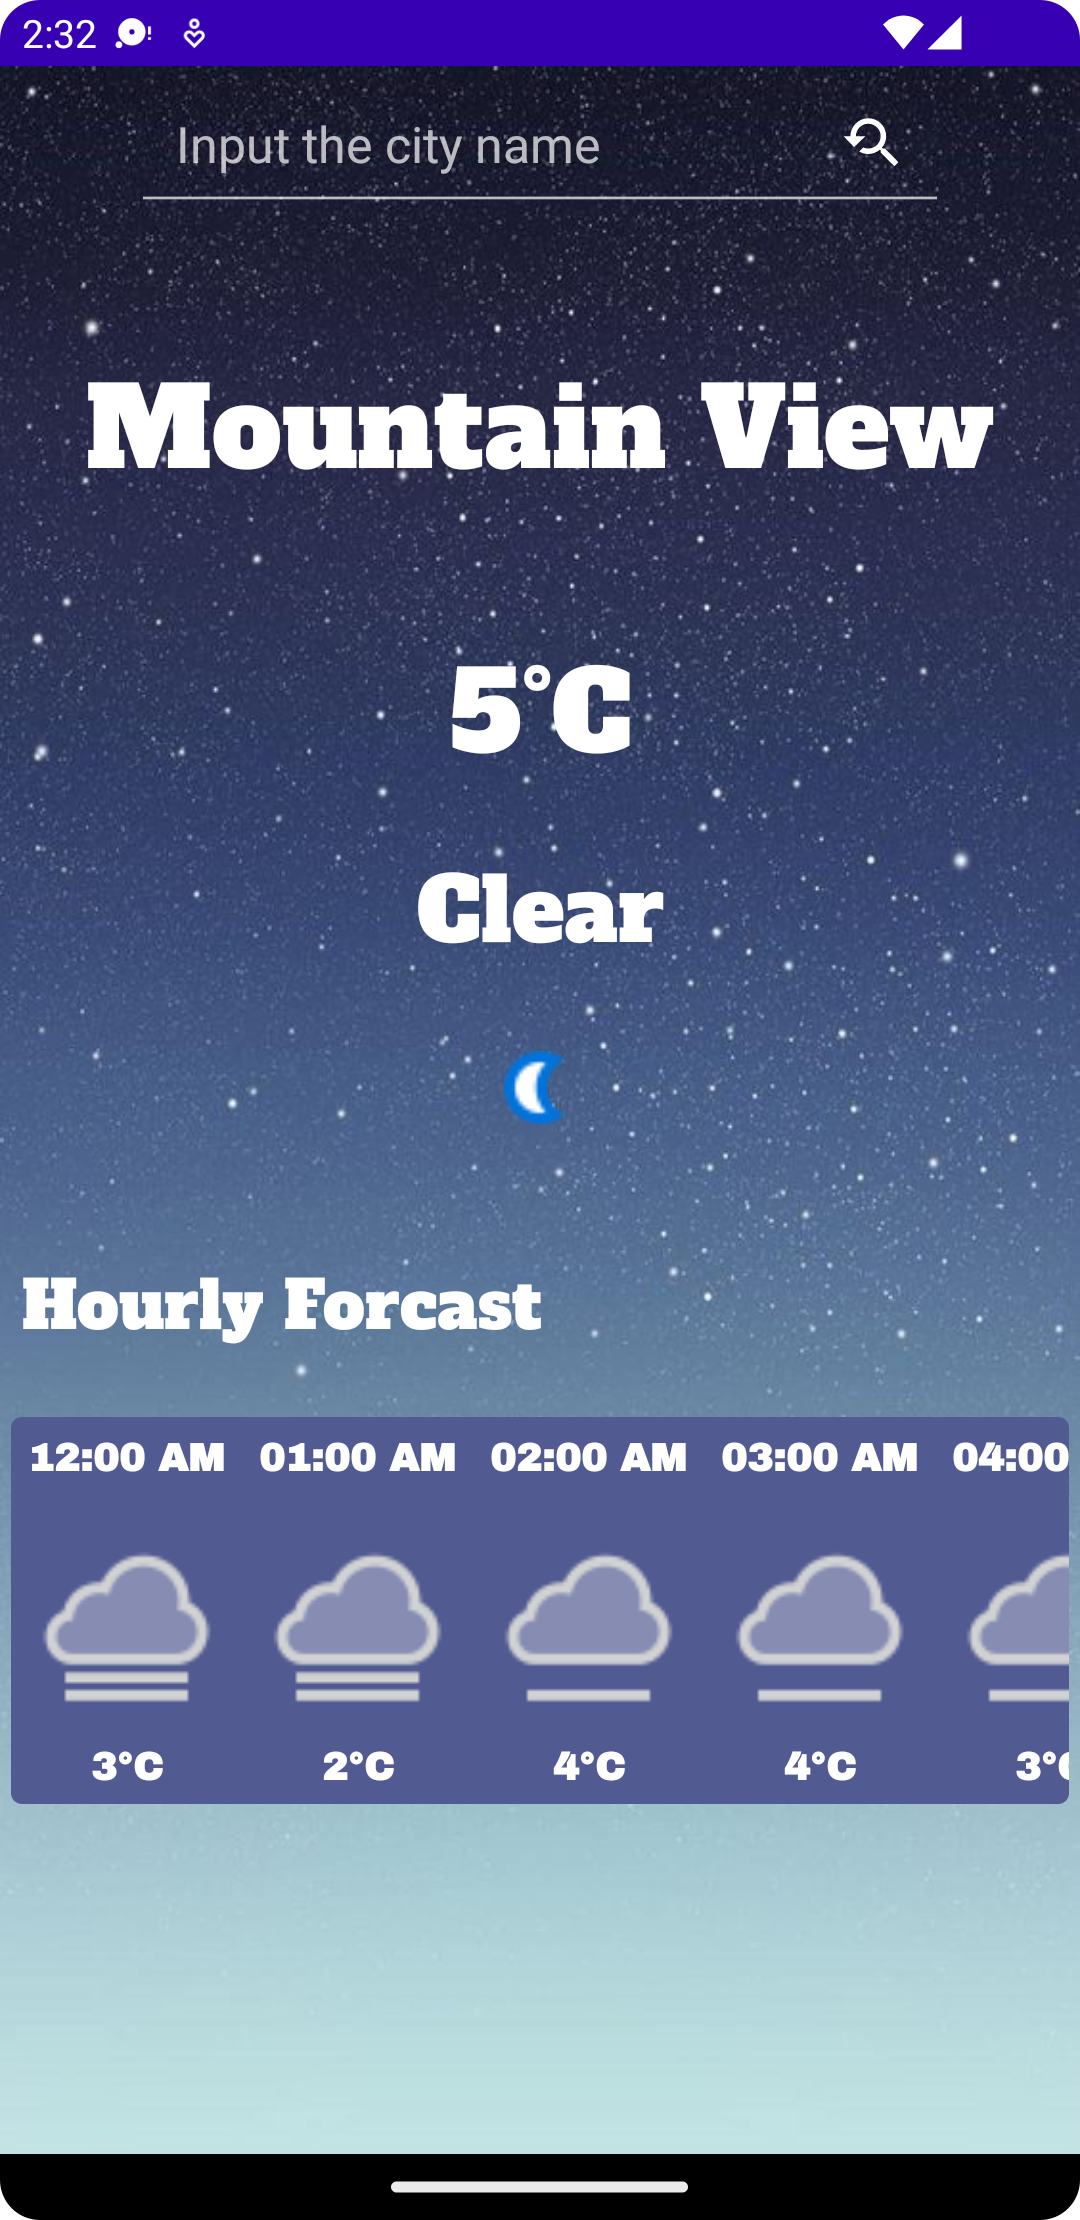 2:32
Input the city name
Mountain View
5°C
Clear
Hourly Forcast
12:00 AM 01:00 AM 02:00 AM 03:00 AM 04:00
3°C 2°C 4°C 4°C 3°C